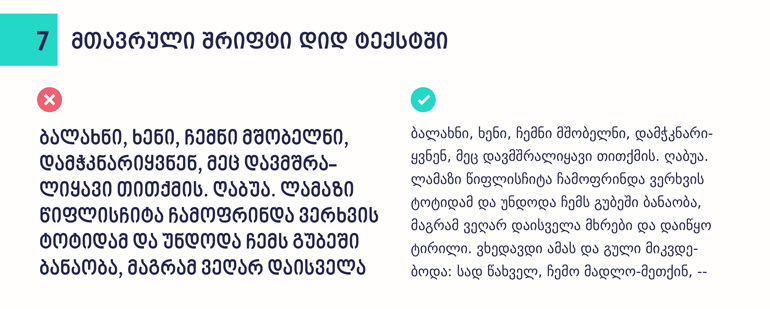 7 ᲛᲗᲐᲕᲠᲣᲚᲘ ᲨᲠᲘᲤᲢᲘ ᲓᲘᲓ ᲢᲔᲥᲡᲢᲨᲘ
ᲑᲐᲚᲐᲮᲜᲘ, ᲮᲔᲜᲘ, ᲩᲔᲛᲜᲘ ᲛᲨᲝᲑᲔᲚᲜᲘ,
ᲓᲐᲛᲭᲙᲜᲐᲠᲘᲧᲕᲜᲔᲜ, ᲛᲔᲪ ᲓᲐᲕᲛᲨᲠᲐ-
ᲚᲘᲧᲐᲕᲘ ᲗᲘᲗᲥᲛᲘᲡ. ᲦᲐᲑᲣᲐ. ᲚᲐᲛᲐᲖᲘ
ᲬᲘᲤᲚᲘᲡᲩᲘᲢᲐ ᲩᲐᲛᲝᲤᲠᲘᲜᲓᲐ ᲕᲔᲠᲮᲕᲘᲡ
ᲢᲝᲢᲘᲓᲐᲛ ᲓᲐ ᲣᲜᲓᲝᲓᲐ ᲩᲔᲛᲡ ᲒᲣᲑᲔᲨᲘ
ᲑᲐᲜᲐᲝᲑᲐ, ᲛᲐᲒᲠᲐᲛ ᲕᲔᲦᲐᲠ ᲓᲐᲘᲡᲕᲔᲚᲐ
ბალახნი, ხენი, ჩემნი მშობელნი, დამჭკნარი-
ყვნენ, მეც დავმშრალიყავი თითქმის. ღაბუა.
ლამაზი წიფლისჩიტა ჩამოფრინდა ვერხვის
ტოტიდამ და უნდოდა ჩემს გუბეში ბანაობა,
მაგრამ ვეღარ დაისველა მხრები და დაიწყო
ტირილი. ვხედავდი ამას და გული მიკვდე-
ბოდა: სად წახველ, ჩემო მადლო-მეთქინ, --